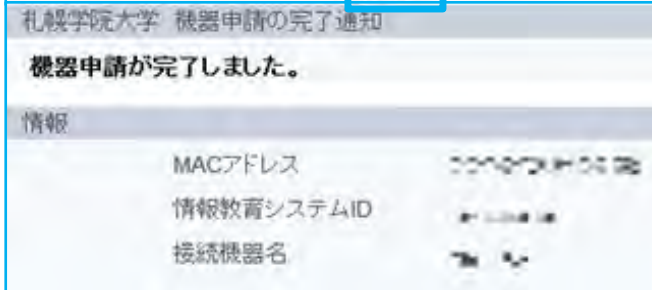 札幌学院大学 機器申請の完了通知
機器申請が完了しました。
情報
MACアドレス
情報教育システムID
接続機器名